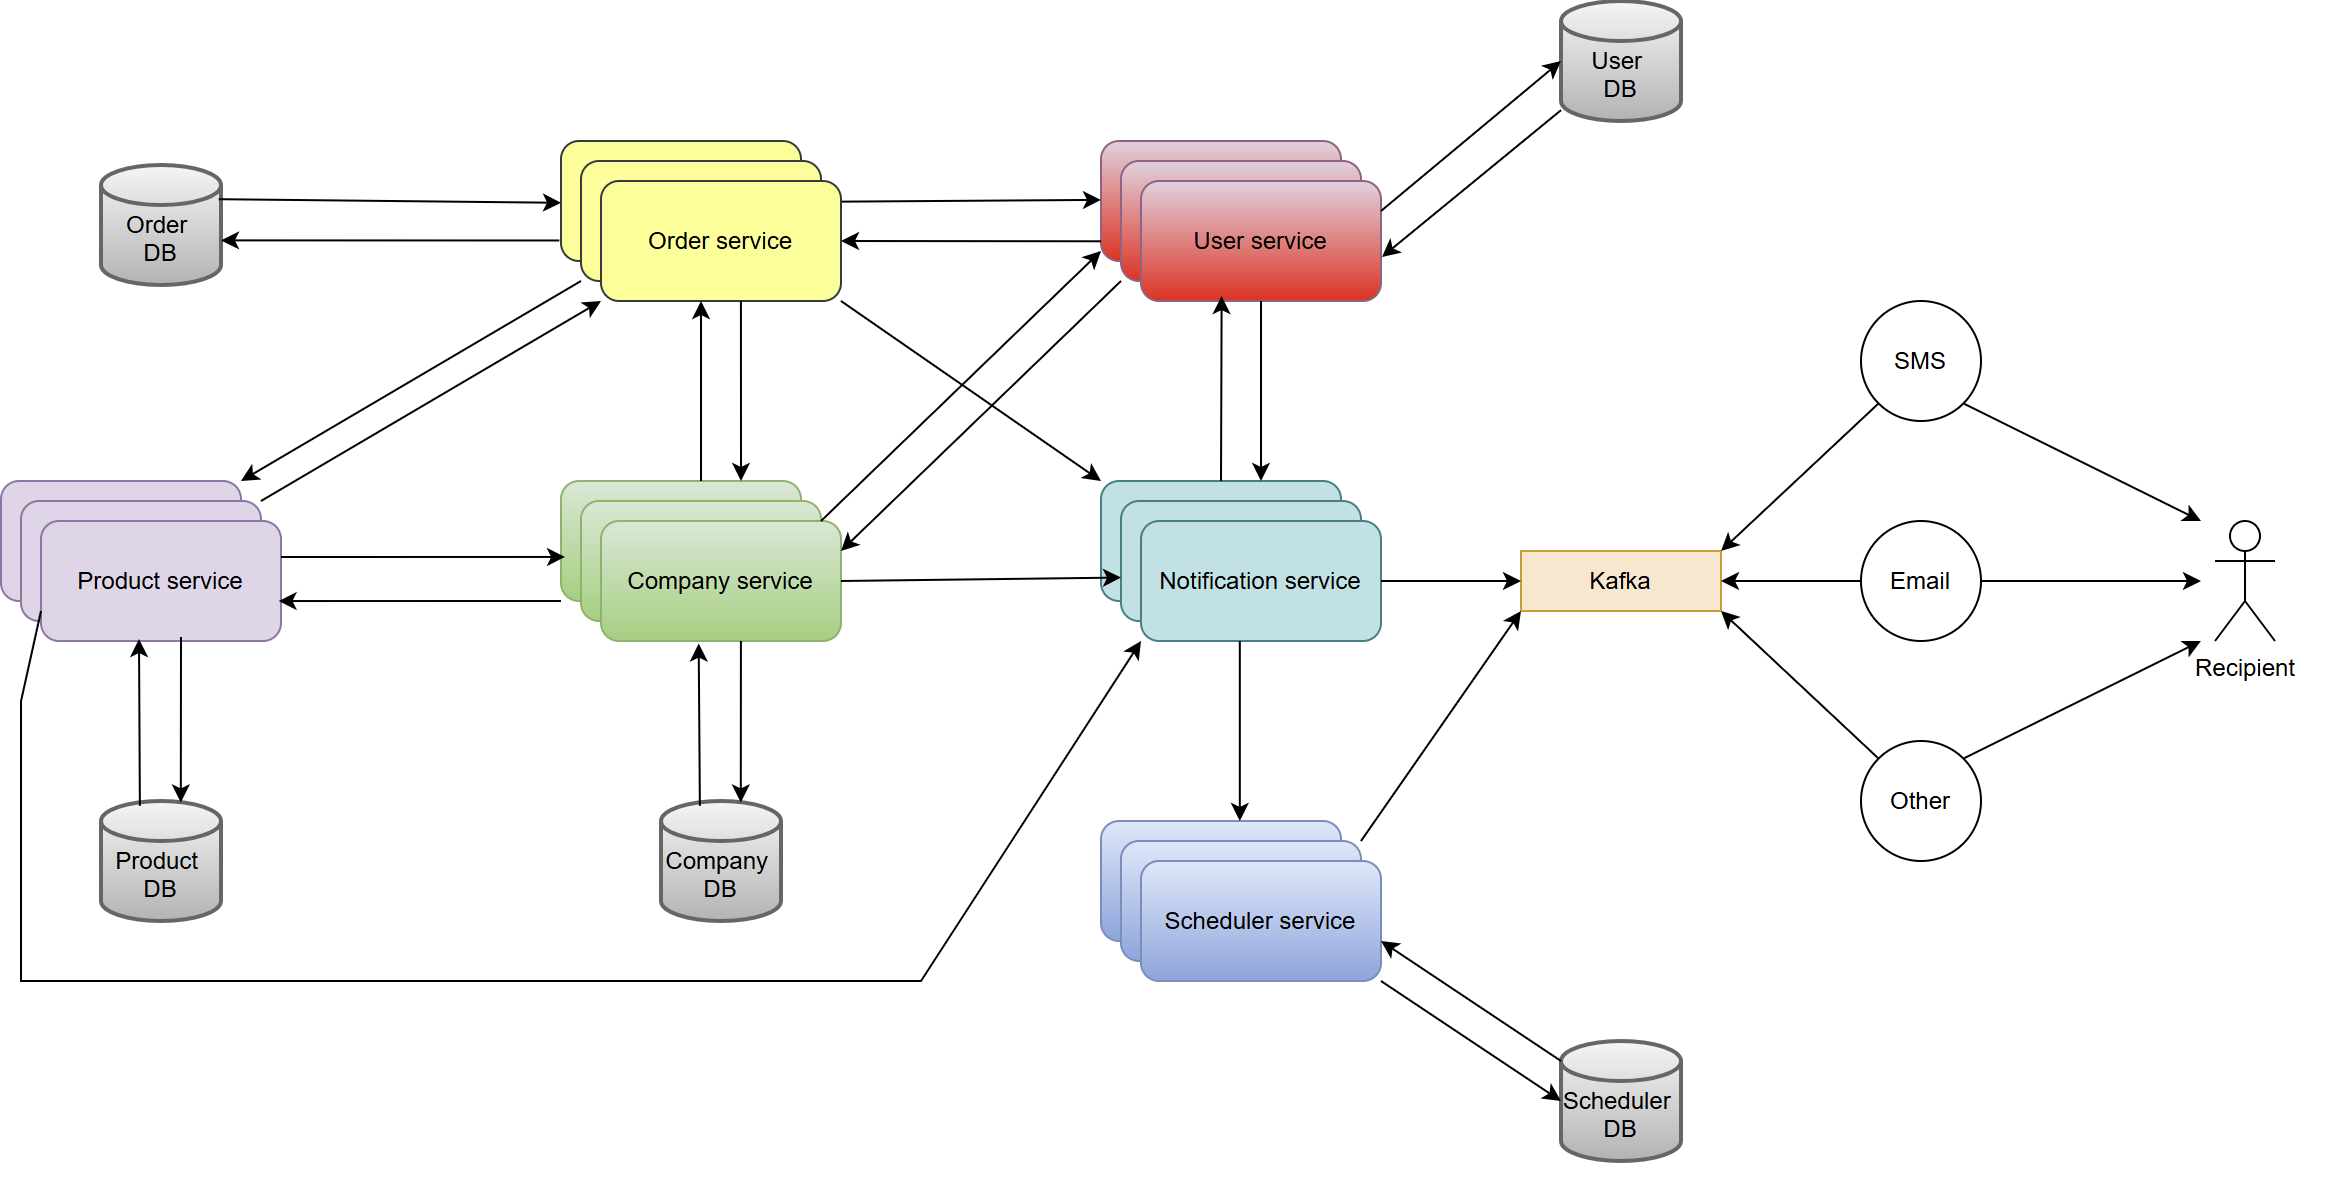 User
DB
Order
DB
Order service
User service
SMS
Product service
Company service
Notification service
Kafka
Email
Recipient
Product
DB
Company
DB
Other
Scheduler service
Scheduler
DB